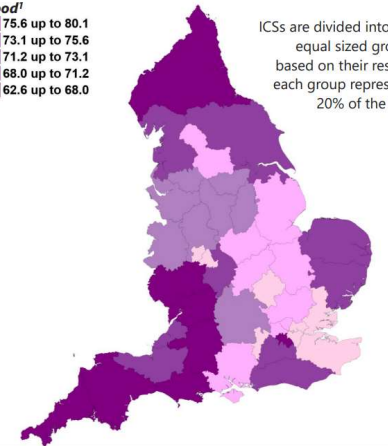 ood¹
75.6 up to 80.1
73.1 up to 75.6
71.2 up to 73.1
68.0 up to 71.2
62.6 up to 68.0
ICSs are divided into
equal sized gro
based on their res
each group repres
20% of the